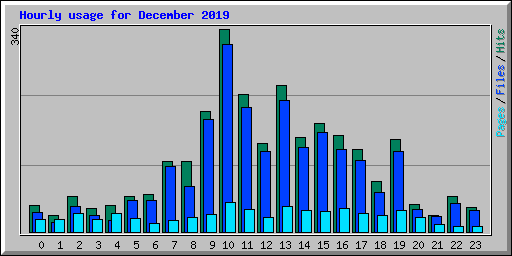 Hourly usage for December 2019
340
Pages/Files/Hits
0 1 2 3 4 5 6 7 8 9 10 11 12 13 14 15 16 17 18 19 20 21 22 23